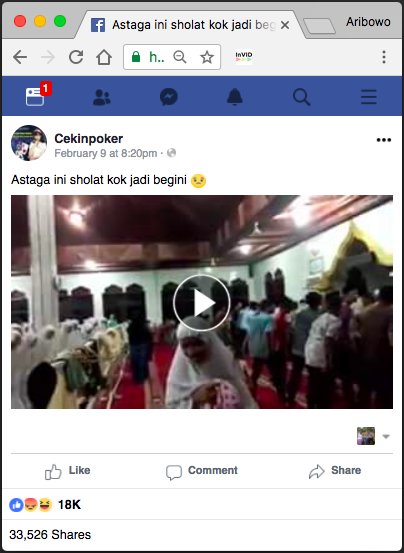 Astaga ini sholat kok jadi beg
Aribowo
h...
InVID
1
Cekinpoker
February 9 at 8:20pm
Astaga ini sholat kok jadi begini
Like
Comment
Share
18K
33,526 Shares